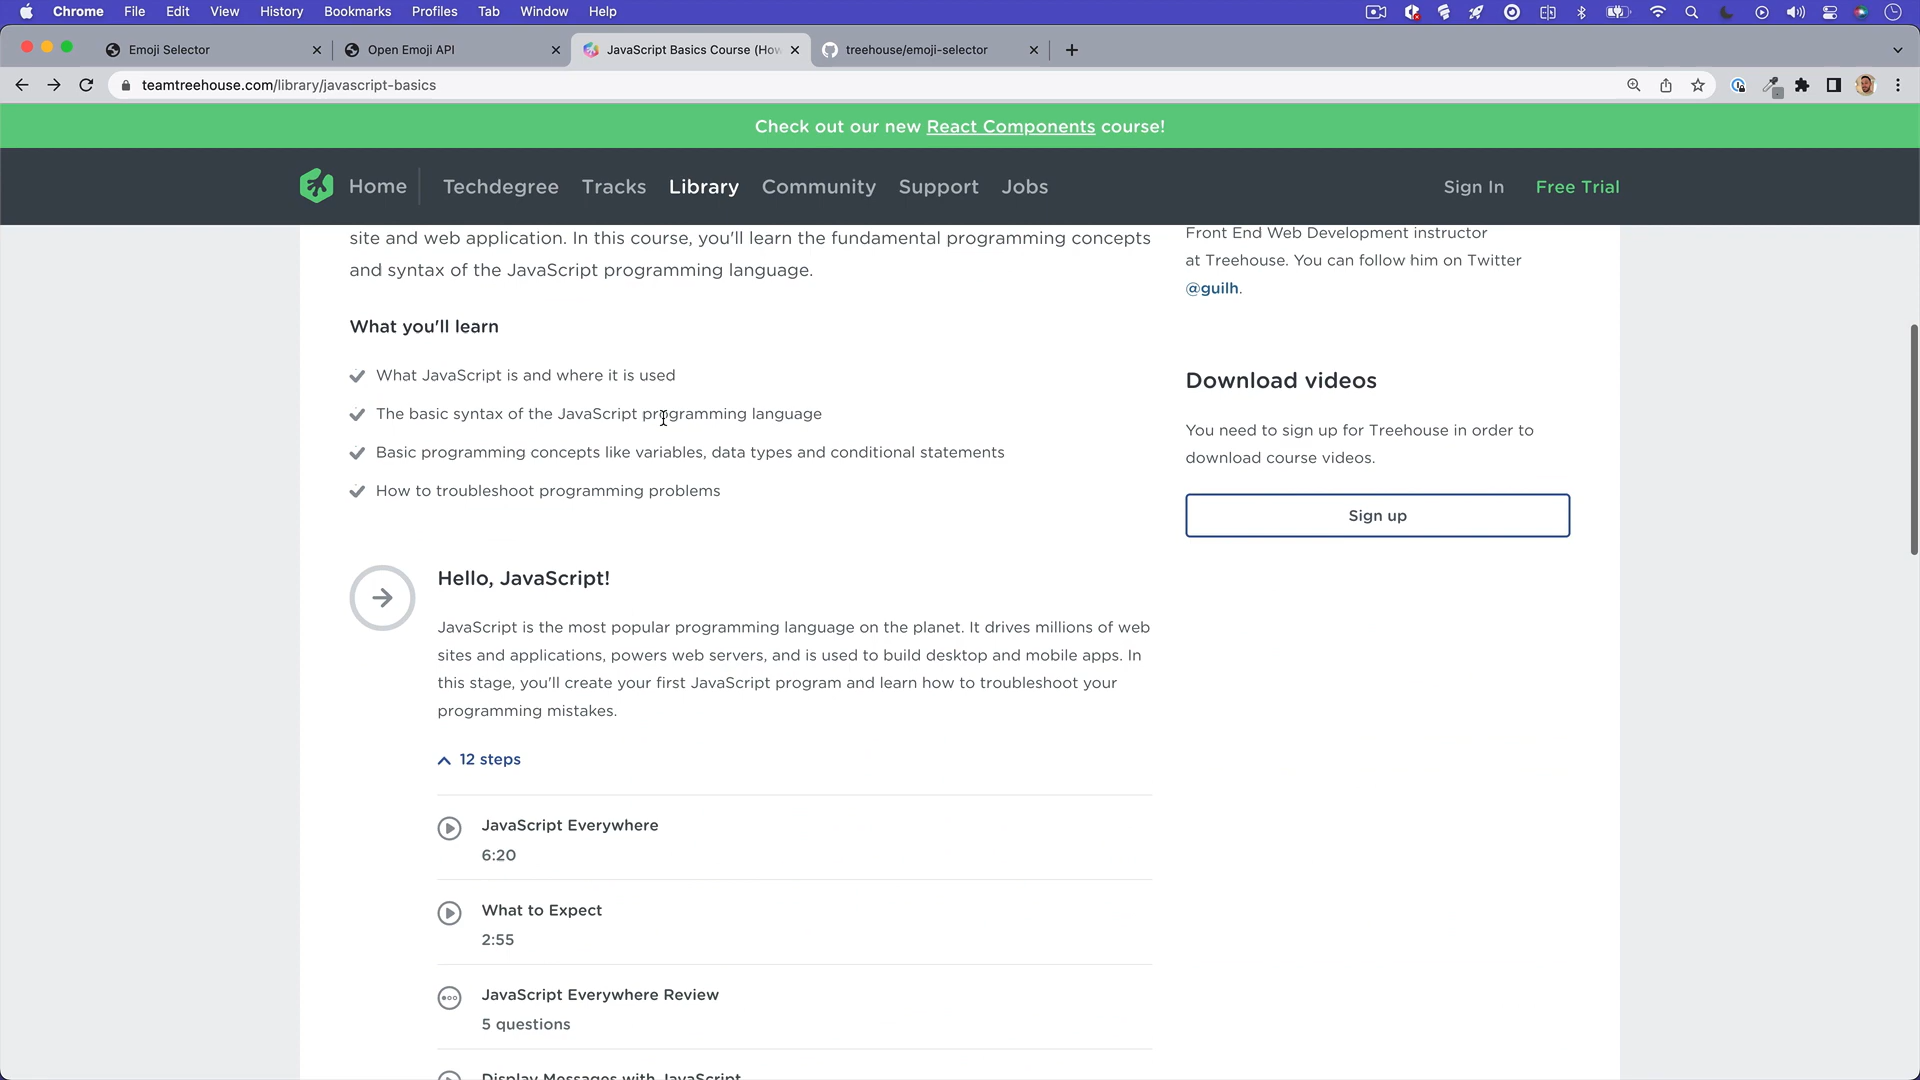 Chrome File Edit View History Bookmarks Profiles Tab Window Help
Emoji Selector
Open Emoji API
JavaScript Basics Course (How
treehouse/emoji-selector
teamtreehouse.com/library/javascript-basics
Check out our new React Components course!
Home Techdegree Tracks Library Community Support Jobs Sign In Free Trial
site and web application. In this course, you'll learn the fundamental programming concepts
and syntax of the JavaScript programming language.
What you'll learn
What JavaScript is and where it is used
The basic syntax of the JavaScript programming language
Basic programming concepts like variables, data types and conditional statements
How to troubleshoot programming problems
Hello, JavaScript!
JavaScript is the most popular programming language on the planet. It drives millions of web
sites and applications, powers web servers, and is used to build desktop and mobile apps. In
this stage, you'll create your first JavaScript program and learn how to troubleshoot your
programming mistakes.
12 steps
JavaScript Everywhere
6:20
What to Expect
2:55
JavaScript Everywhere Review
5 questions
Display Messages with JavaScript
Front End Web Development instructor
at Treehouse. You can follow him on Twitter
@guilh.
Download videos
You need to sign up for Treehouse in order to
download course videos.
Sign up